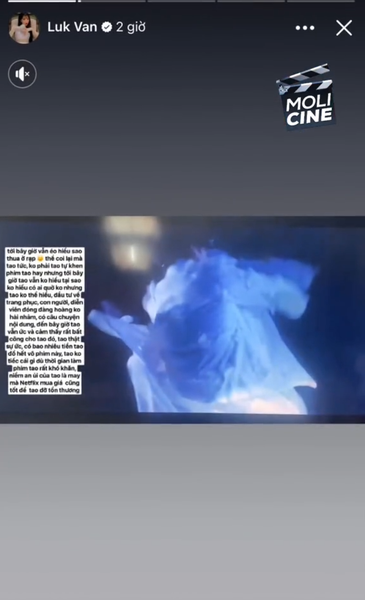 Luk Van 2 giờ
MOLI
CINE
tới bây giờ vẫn éo hiểu sao
thua ở rạp 😀 thề coi lại mà
tao tức, ko phải tao tự khen
phim tao hay nhưng tới bây
giờ tao vẫn ko hiểu tại sao
ko hiểu có ai quở ko nhưng
tao ko thể hiểu, đầu tư về
trang phục, con người, diễn
viên đóng đàng hoàng ko
hài nhảm, có câu chuyện
nội dung, đến bây giờ tao
vẫn ức và cảm thấy rất bất
công cho tao đó, tao thật
sự ức, có bao nhiêu tiền tao
đổ hết vô phim này, tao ko
tiếc cái gì dù thời gian làm
phim tao rất khó khăn,
niềm an ủi của tao là may
mà Netflix mua giá cũng
tốt để tao đỡ tổn thương